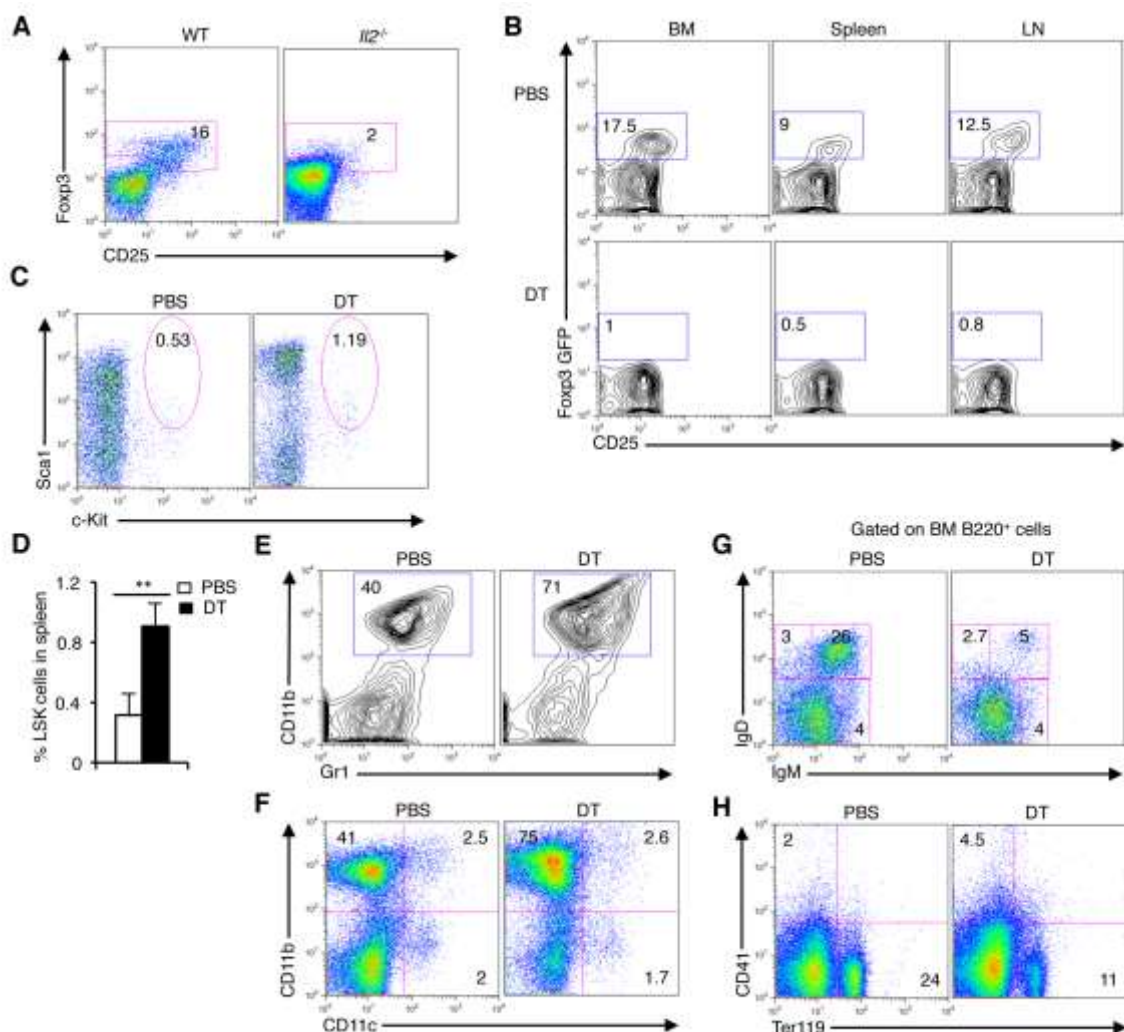 A
WT
Il2-/-
16
2
Foxp3
CD25
B
BM
Spleen
LN
PBS
17.5
9
12.5
DT
1
0.5
0.8
Foxp3 GFP
CD25
C
PBS
DT
0.53
1.19
Sca1
c-Kit
D
1.2
0.8
0.4
0
**
PBS
DT
% LSK cells in spleen
E
PBS
DT
40
71
CD11b
Gr1
F
PBS
DT
41
2.5
75
2.6
2
1.7
CD11b
CD11c
G
Gated on BM B220+ cells
PBS
DT
3
26
2.7
5
4
4
IgD
IgM
H
PBS
DT
2
4.5
24
11
CD41
Ter119